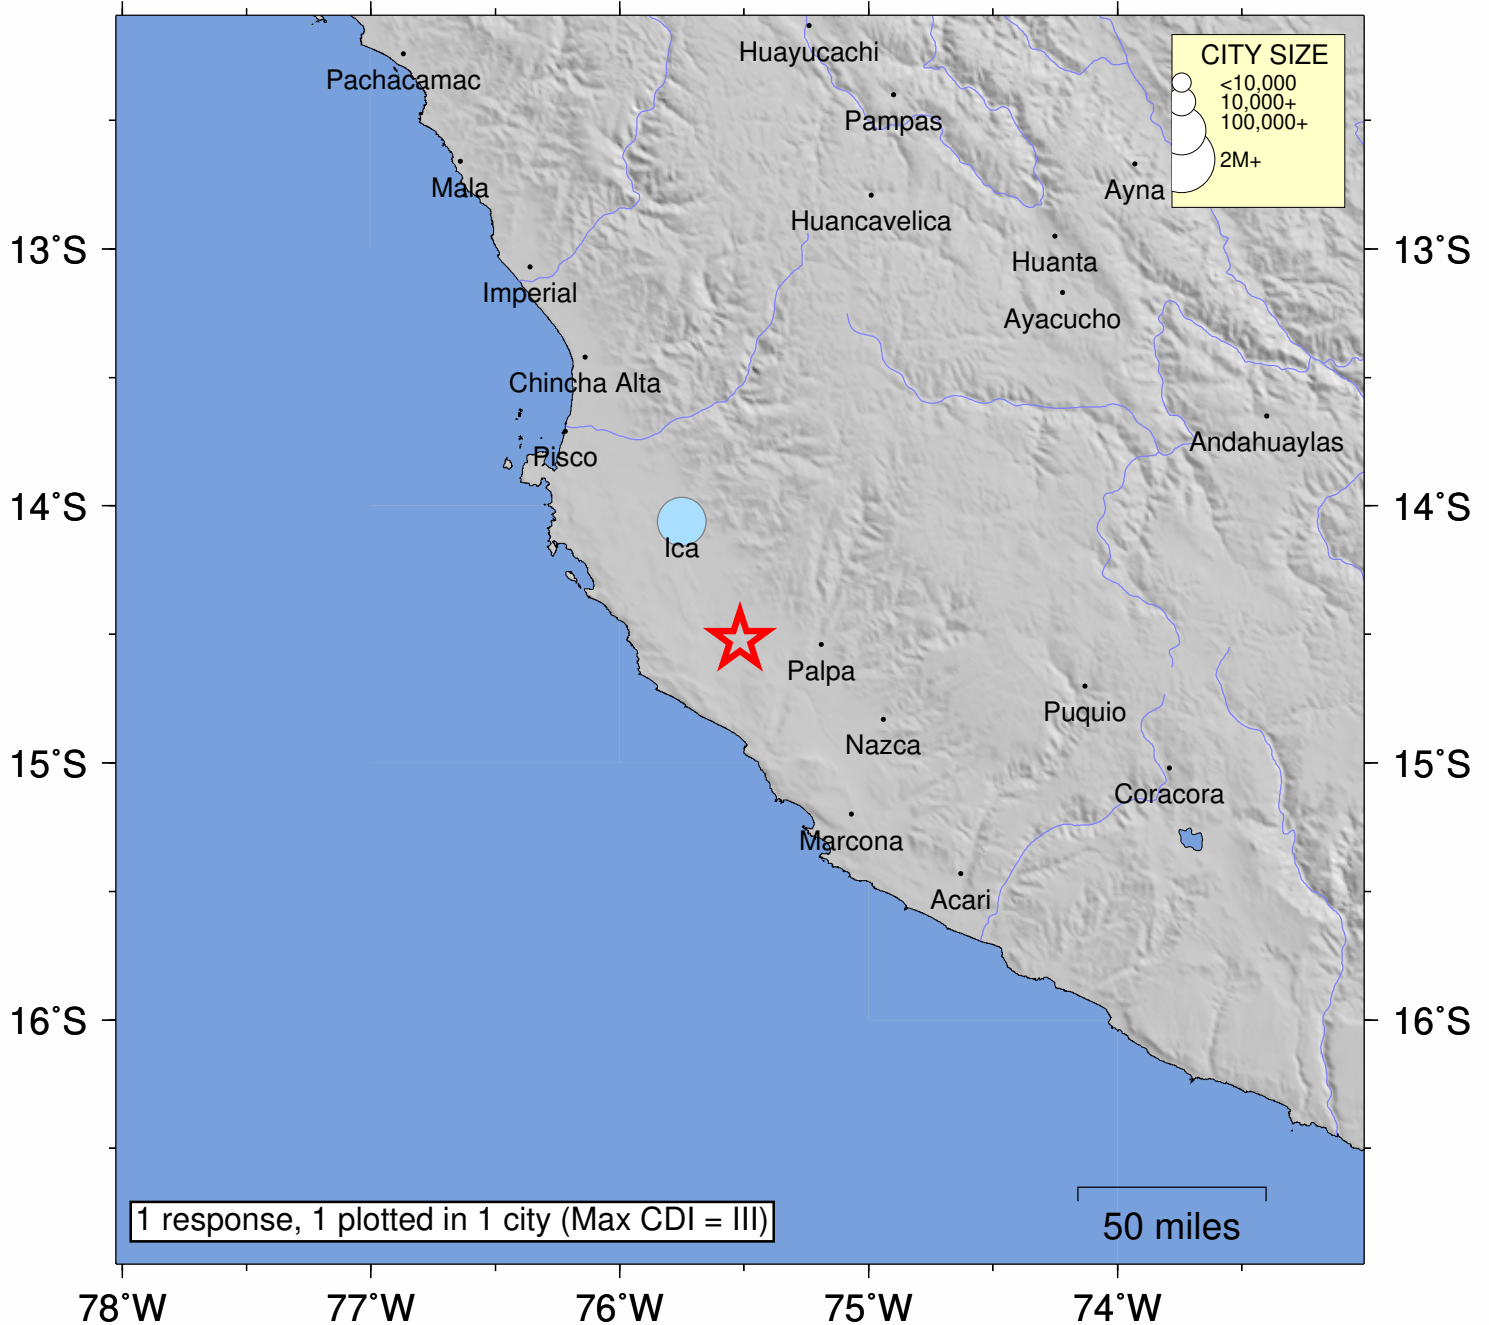 Huayucachi
Pachacamac
Pampas
Mala
Ayna
Huancavelica
Huanta
Imperial
Ayacucho
Chincha Alta
Andahuaylas
Pisco
Ica
Palpa
Puquio
Nazca
Coracora
Marcona
Acari
CITY SIZE
<10,000
10,000+
100,000+
2M+
13˚S
14˚S
15˚S
16˚S
13˚S
14˚S
15˚S
16˚S
1 response, 1 plotted in 1 city (Max CDI = III)
50 miles
78˚W
77˚W
76˚W
75˚W
74˚W